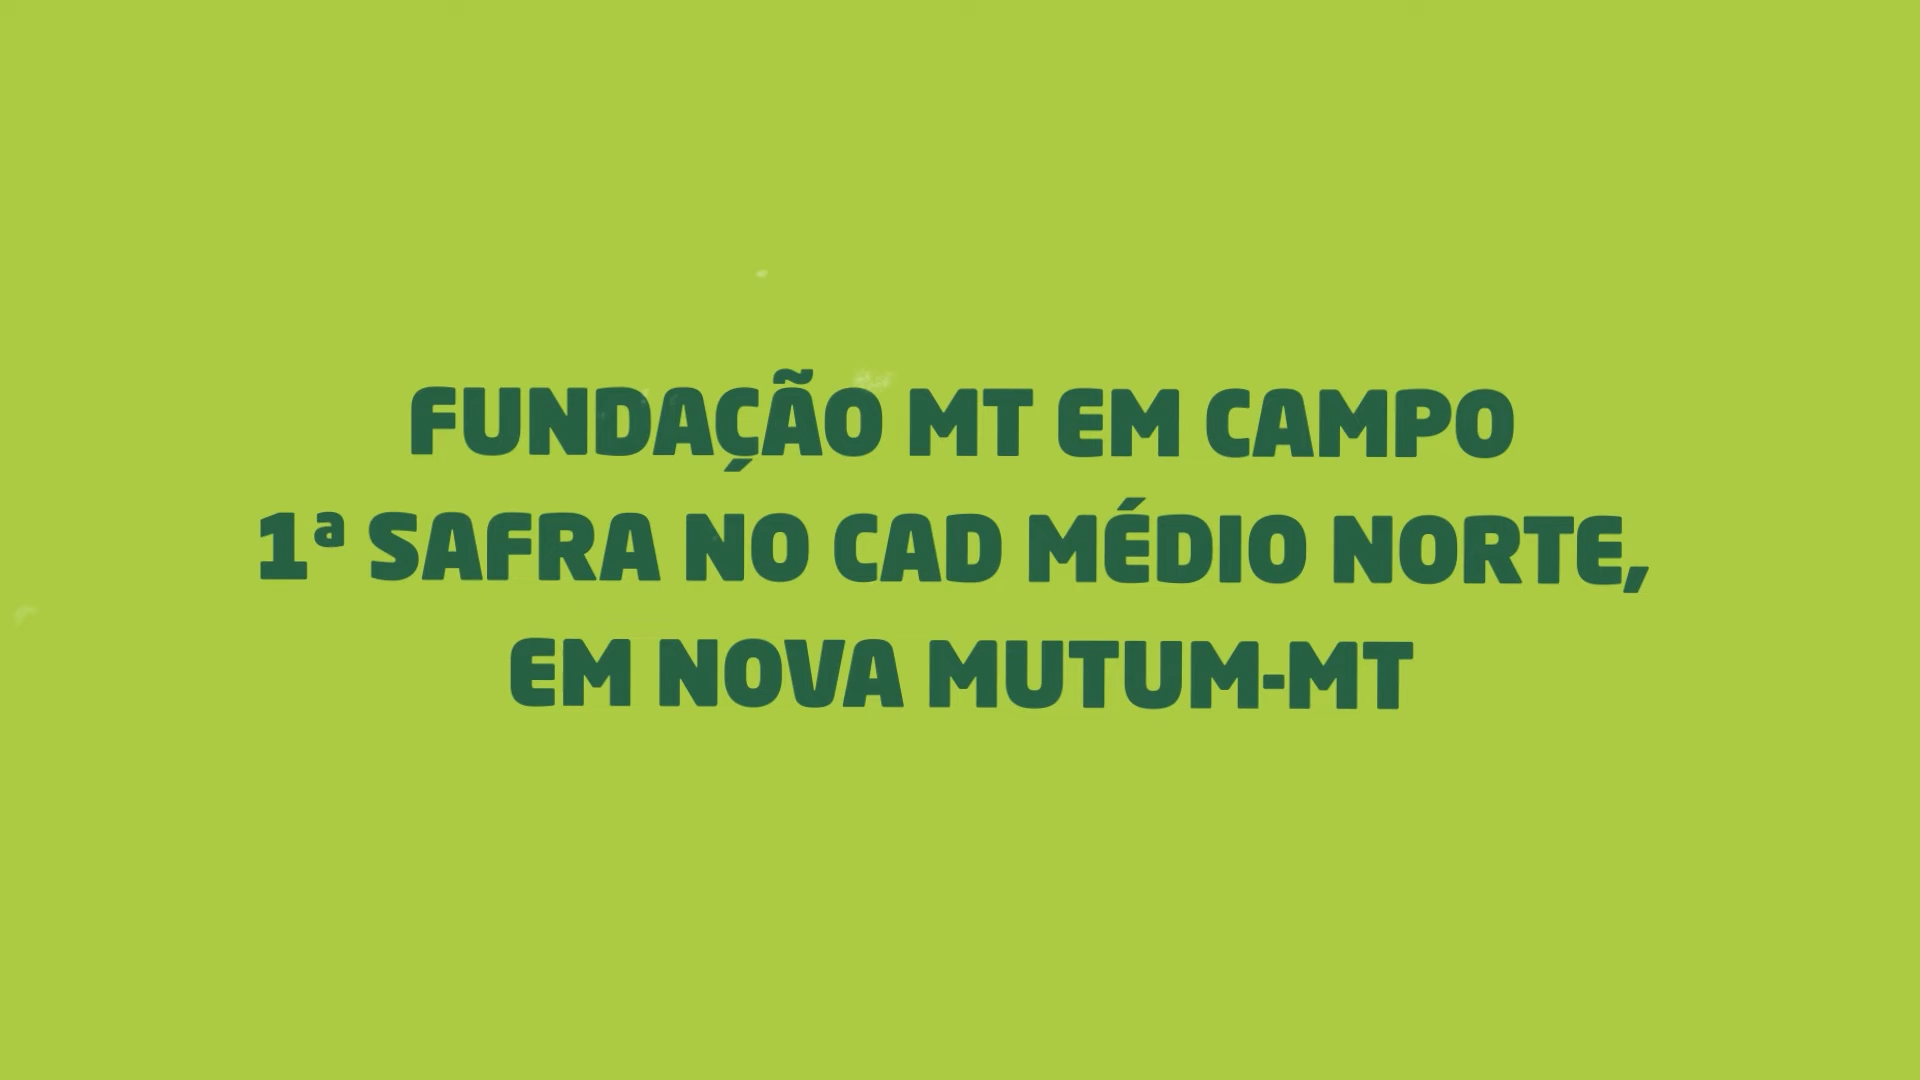 FUNDAÇÃO MT EM CAMPO
1ª SAFRA NO CAD MÉDIO NORTE,
EM NOVA MUTUM-MT